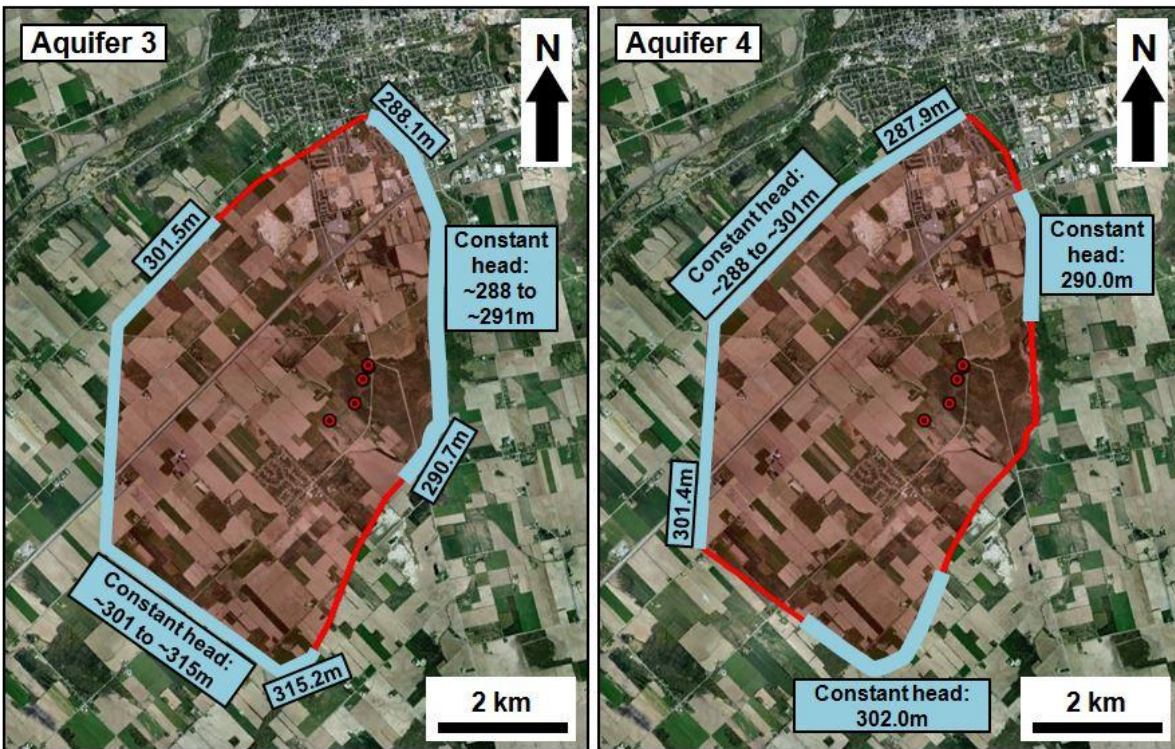 Aquifer 3
N
288.1m
301.5m
Constant
head:
~288 to
~291m
290.7m
Constant head:
~301 to ~315m
315.2m
2 km
Aquifer 4
N
287.9m
Constant head:
~288 to ~301m
Constant
head:
290.0m
301.4m
Constant head:
302.0m
2 km